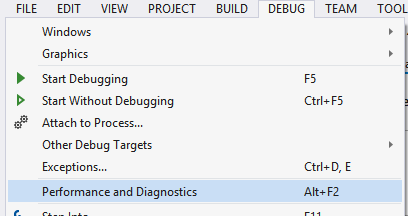 FILE EDIT VIEW PROJECT BUILD DEBUG TEAM
Windows
Graphics
Start Debugging F5
Start Without Debugging Ctrl+F5
Attach to Process...
Other Debug Targets
Exceptions... Ctrl+D, E
Performance and Diagnostics Alt+F2
Step Into F11